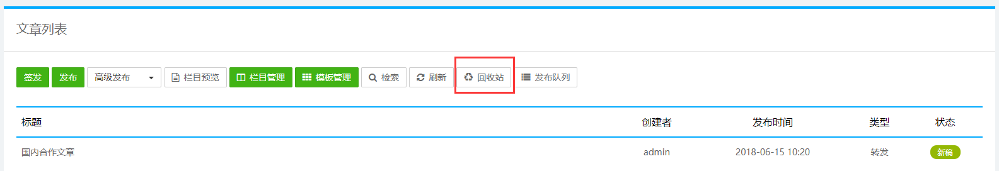 文章列表
签发 发布 高级发布 栏目预览 栏目管理 模板管理 检索 刷新 回收站 发布队列
标题 创建者 发布时间 类型 状态
国内合作文章 admin 2018-06-15 10:20 转发 新稿